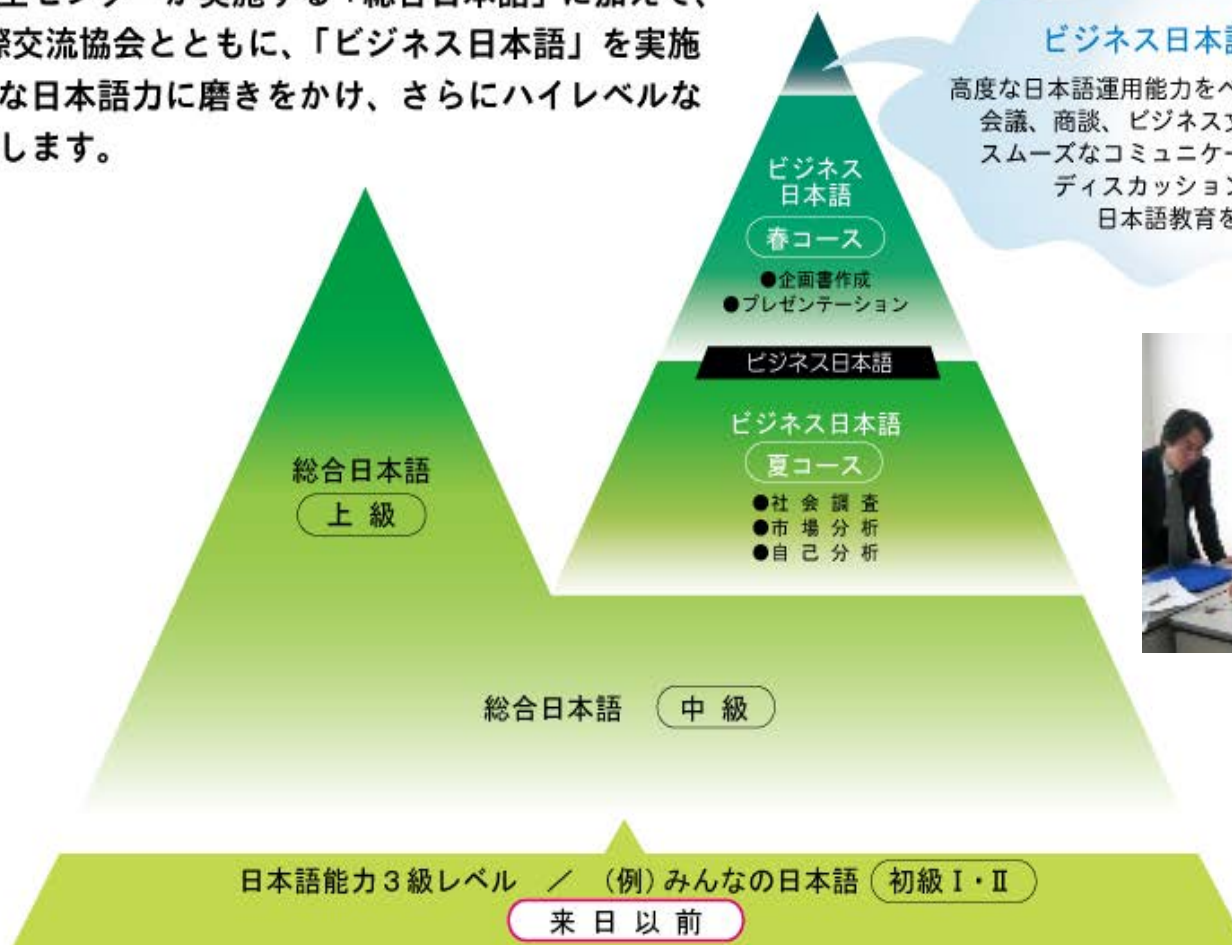 センターが実施する「総合日本語」に加えて、
際交流協会とともに、「ビジネス日本語」を実施
な日本語力に磨きをかけ、さらにハイレベルな
します。
ビジネス日本語
高度な日本語運用能力をベ
会議、商談、ビジネス文
スムーズなコミュニケー
ディスカッション
日本語教育を
ビジネス
日本語
春コース
●企画書作成
●プレゼンテーション
ビジネス日本語
ビジネス日本語
夏コース
●社会調査
●市場分析
●自己分析
総合日本語
上級
総合日本語 中級
日本語能力3級レベル / (例)みんなの日本語 初級Ⅰ・Ⅱ
来日以前